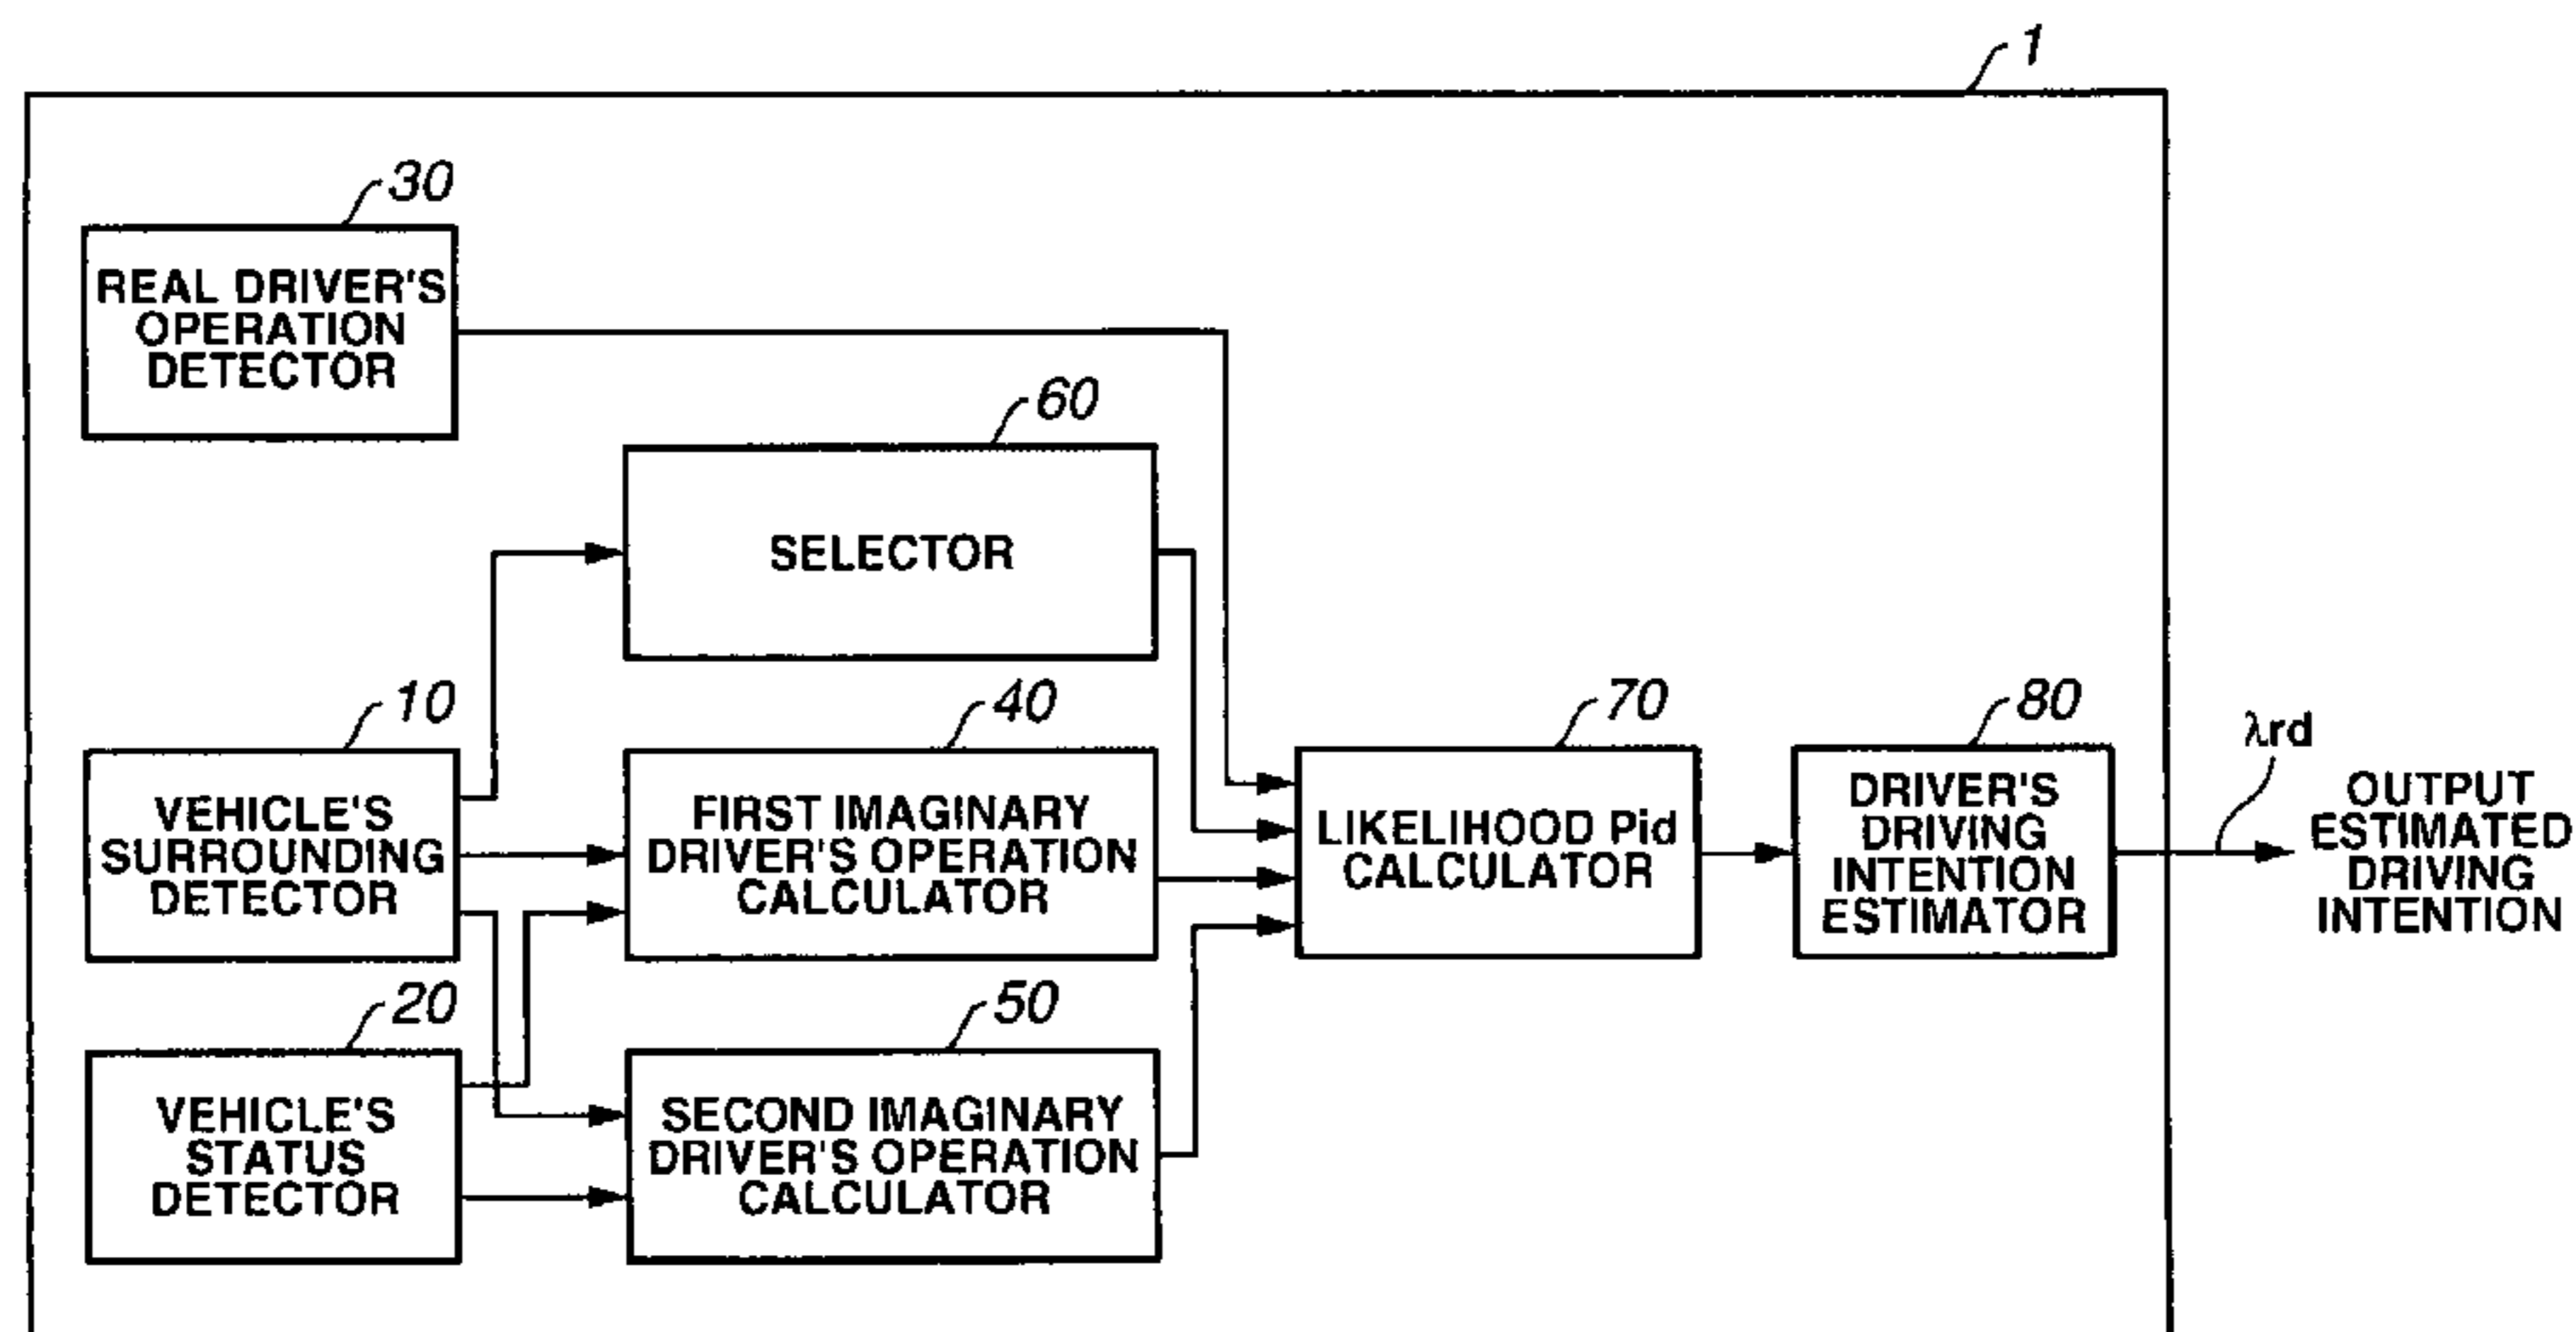 1
30
REAL DRIVER'S
OPERATION
DETECTOR
60
SELECTOR
10
VEHICLE'S
SURROUNDING
DETECTOR
40
FIRST IMAGINARY
DRIVER'S OPERATION
CALCULATOR
70
LIKELIHOOD Pid
CALCULATOR
80
DRIVER'S
DRIVING
INTENTION
ESTIMATOR
λrd
OUTPUT
ESTIMATED
DRIVING
INTENTION
20
VEHICLE'S
STATUS
DETECTOR
50
SECOND IMAGINARY
DRIVER'S OPERATION
CALCULATOR